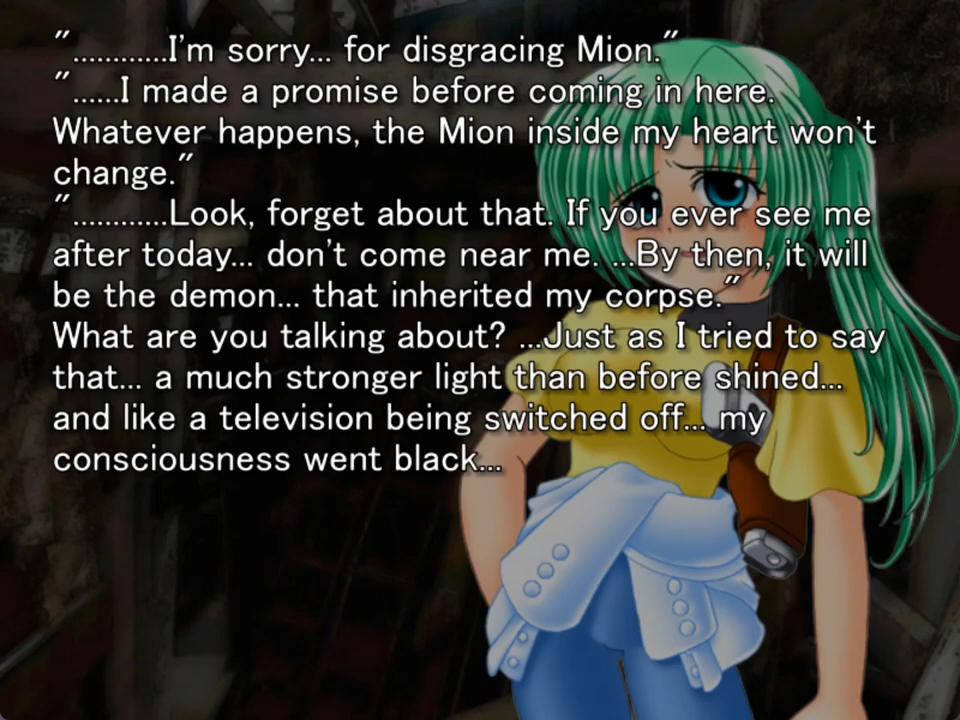 "............I'm sorry... for disgracing Mion."
"......I made a promise before coming in here.
Whatever happens, the Mion inside my heart won't
change."
"............Look, forget about that. If you ever see me
after today... don't come near me. ...By then, it will
be the demon... that inherited my corpse."
What are you talking about? ...Just as I tried to say
that... a much stronger light than before shined...
and like a television being switched off... my
consciousness went black...